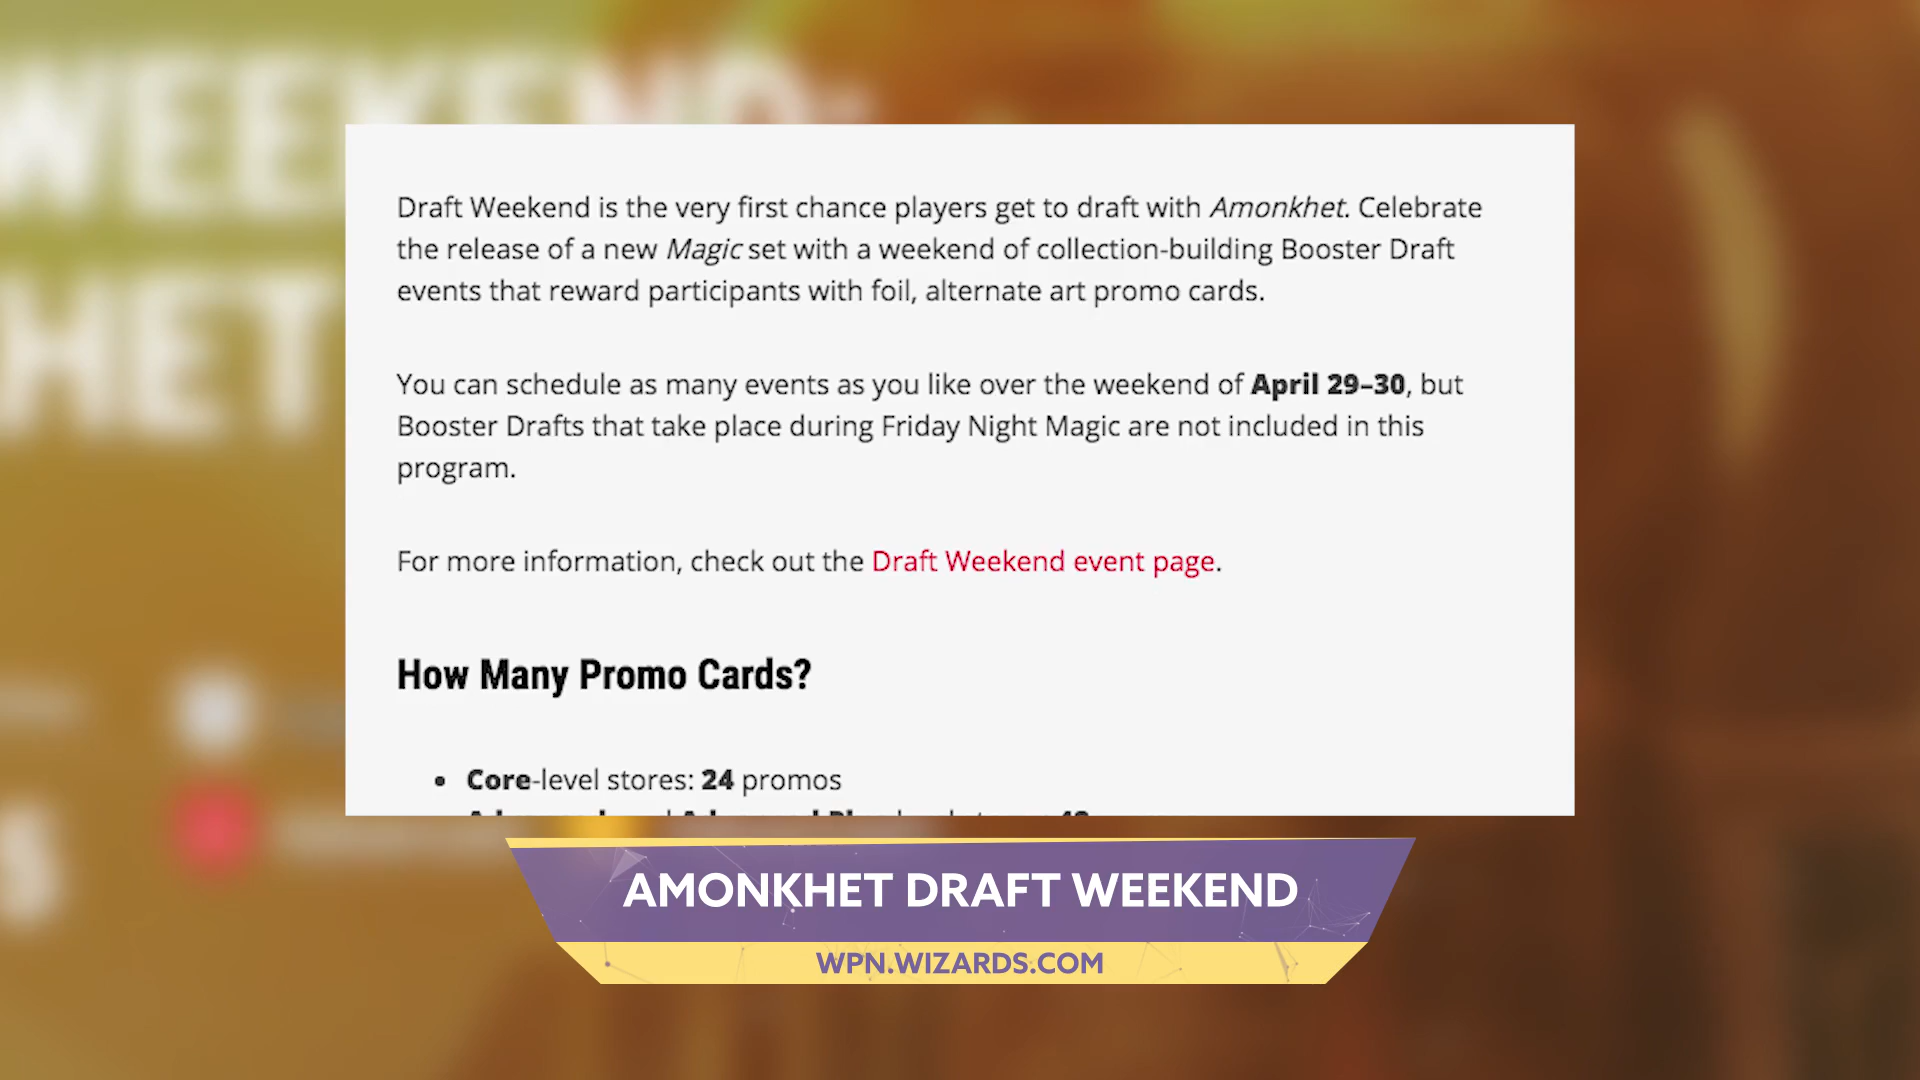 WEEKEND:
HET
Draft Weekend is the very first chance players get to draft with Amonkhet. Celebrate
the release of a new Magic set with a weekend of collection-building Booster Draft
events that reward participants with foil, alternate art promo cards.
You can schedule as many events as you like over the weekend of April 29–30, but
Booster Drafts that take place during Friday Night Magic are not included in this
program.
For more information, check out the Draft Weekend event page.
How Many Promo Cards?
• Core-level stores: 24 promos
AMONKHET DRAFT WEEKEND
WPN.WIZARDS.COM